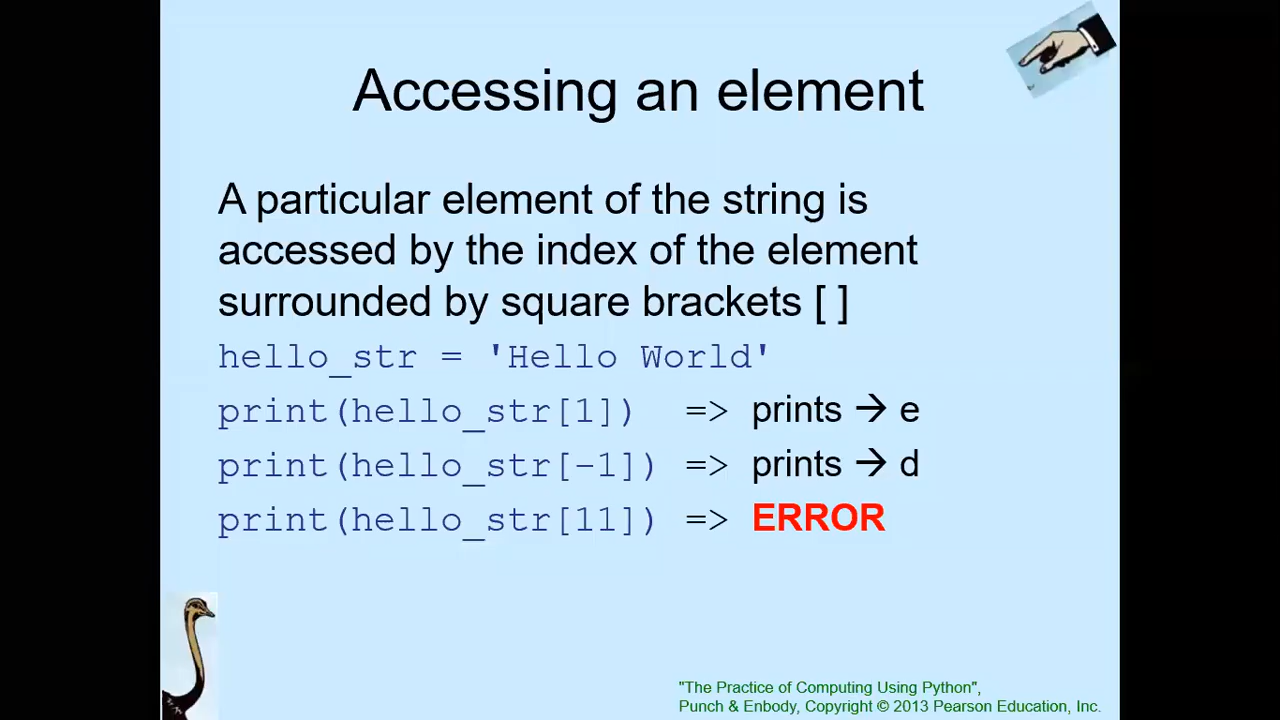 Accessing an element
A particular element of the string is
accessed by the index of the element
surrounded by square brackets [ ]
hello_str = 'Hello World'
print(hello_str[1]) => prints → e
print(hello_str[-1]) => prints → d
print(hello_str[11]) => ERROR
"The Practice of Computing Using Python",
Punch & Enbody, Copyright © 2013 Pearson Education, Inc.